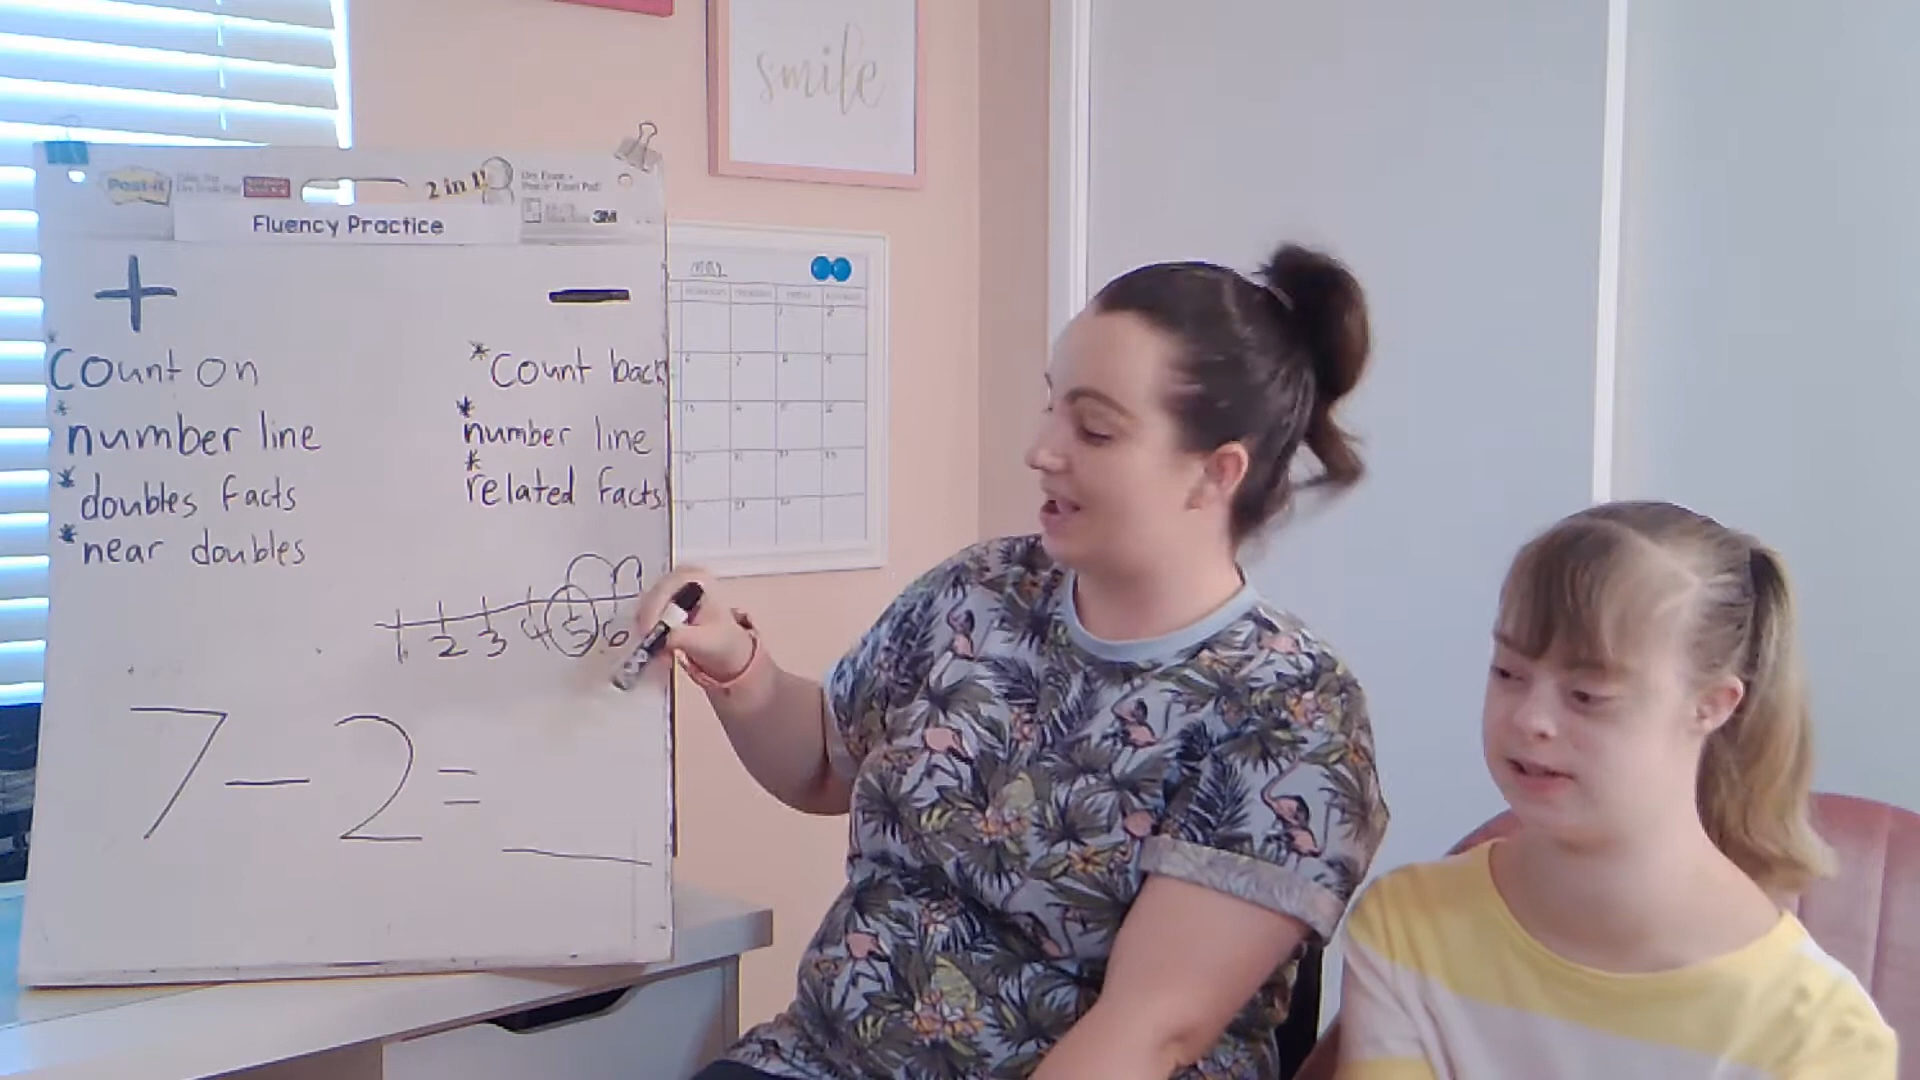 smile
Post-it
2 in 1!
3M
Fluency Practice
+ −
*Count on
*number line
*doubles facts
*near doubles
*Count back
*number line
*related facts
1 2 3 4 5 6
7 − 2 = __